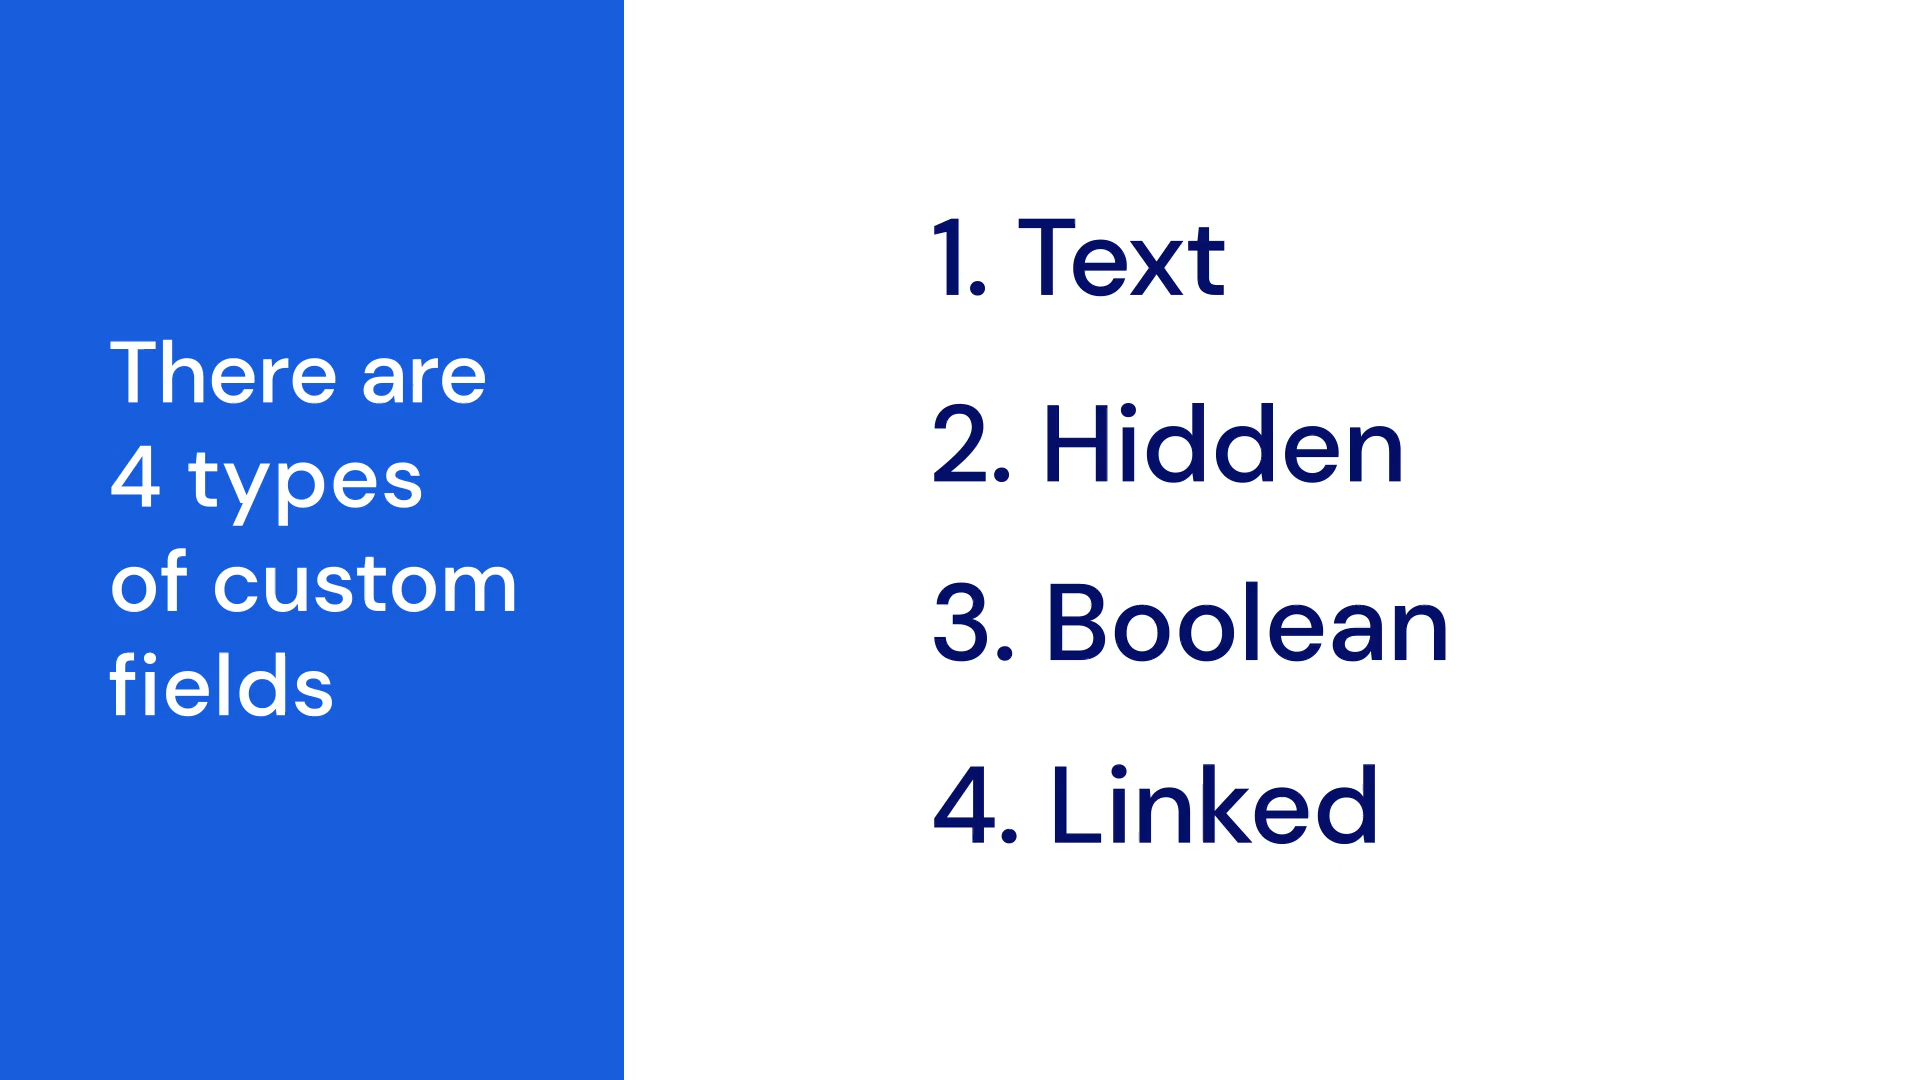 There are
4 types
of custom
fields
1. Text
2. Hidden
3. Boolean
4. Linked